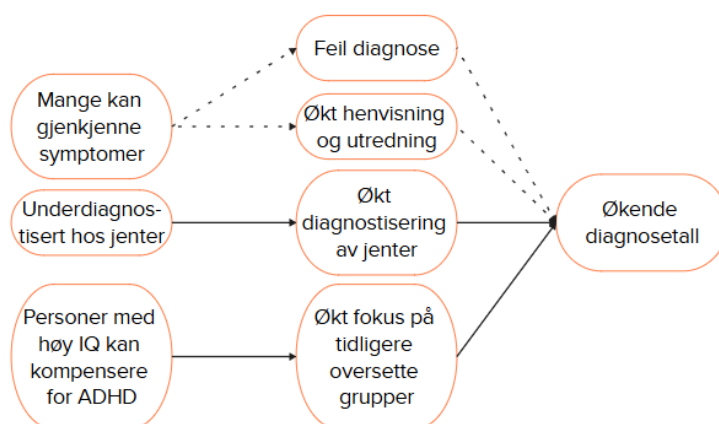 Feil diagnose
Mange kan
gjenkjenne
symptomer
Økt henvisning
og utredning
Underdiagnos-
tisert hos jenter
Økt
diagnostisering
av jenter
Økende
diagnosetall
Personer med
høy IQ kan
kompensere
for ADHD
Økt fokus på
tidligere
oversette
grupper